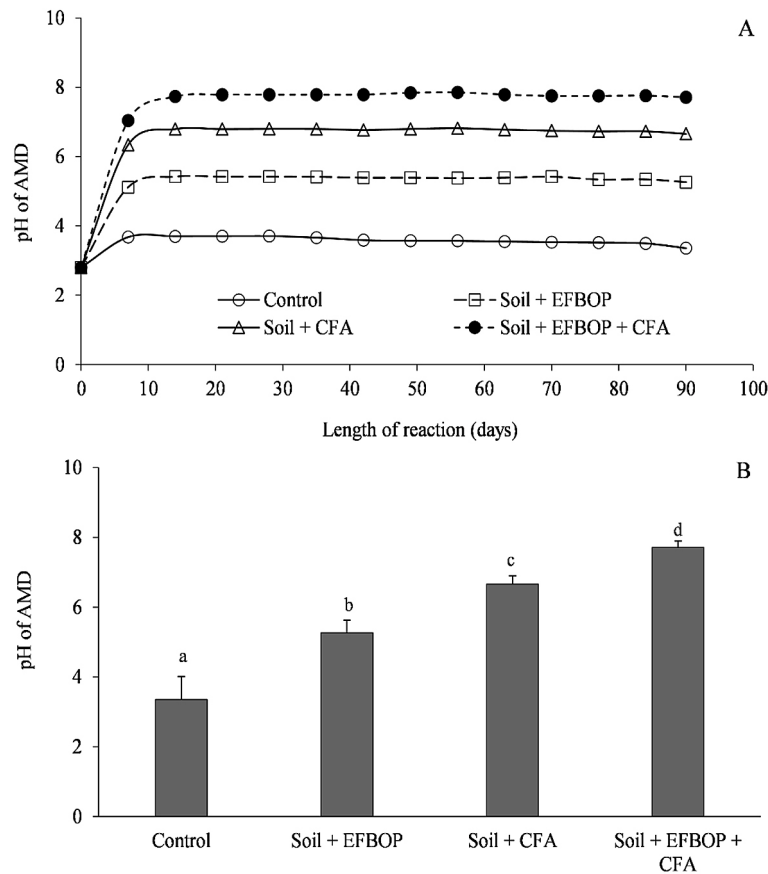 A
10
8
6
4
2
0
pH of AMD
Control
Soil + EFBOP
Soil + CFA
Soil + EFBOP + CFA
0 10 20 30 40 50 60 70 80 90 100
Length of reaction (days)
B
10
8
6
4
2
0
pH of AMD
a
b
c
d
Control
Soil + EFBOP
Soil + CFA
Soil + EFBOP +
CFA